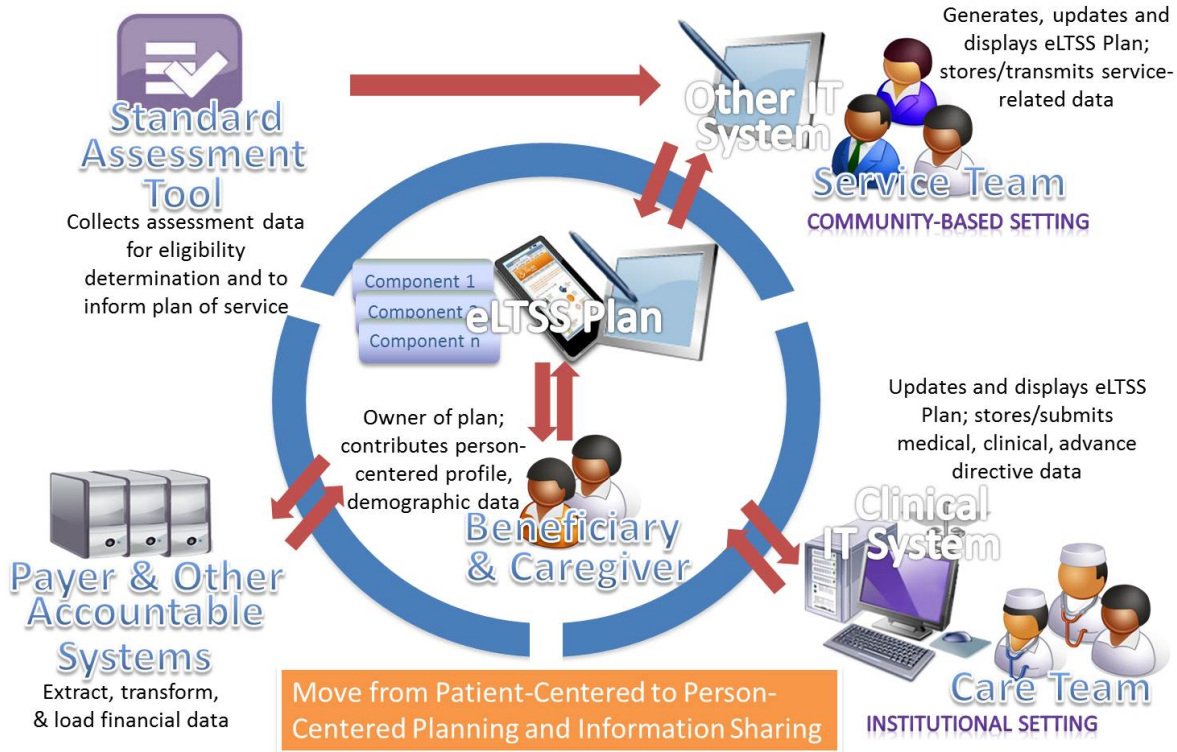 Standard
Assessment
Tool
Collects assessment data
for eligibility
determination and to
inform plan of service
Other IT
System
Generates, updates and
displays eLTSS Plan;
stores/transmits service-
related data
Service Team
COMMUNITY-BASED SETTING
Component 1
Component
Component n
eLTSS Plan
Owner of plan;
contributes person-
centered profile,
demographic data
Beneficiary
& Caregiver
Updates and displays eLTSS
Plan; stores/submits
medical, clinical, advance
directive data
Clinical
IT System
Care Team
INSTITUTIONAL SETTING
Payer & Other
Accountable
Systems
Extract, transform,
& load financial data
Move from Patient-Centered to Person-
Centered Planning and Information Sharing